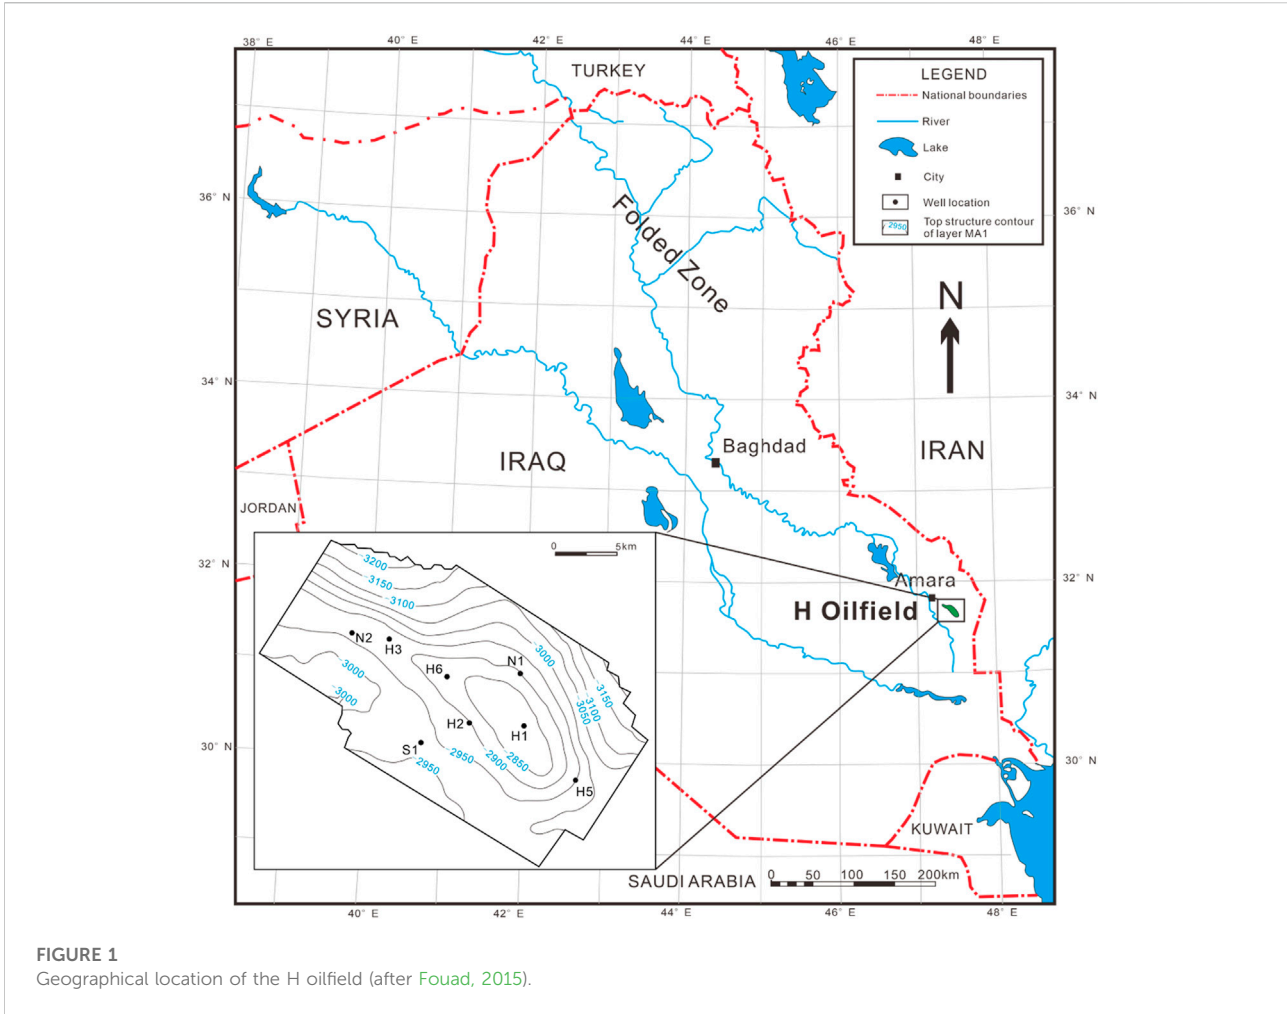 38° E
40° E
42° E
44° E
46° E
48° E
TURKEY
LEGEND
National boundaries
River
Lake
City
Well location
2950
Top structure contour
of layer MA1
36° N
36° N
Folded Zone
N
SYRIA
34° N
34° N
Baghdad
IRAQ
IRAN
JORDAN
32° N
32° N
Amara
H Oilfield
0
5km
-3200
-3150
-3100
N2
H3
-3000
-3000
H6
N1
-3000
-3150
-3100
-3050
H2
H1
S1
-2950
-2950
-2900
-2850
H5
30° N
30° N
KUWAIT
SAUDI ARABIA
0 50 100 150 200km
40° E
42° E
44° E
46° E
48° E
FIGURE 1
Geographical location of the H oilfield (after Fouad, 2015).